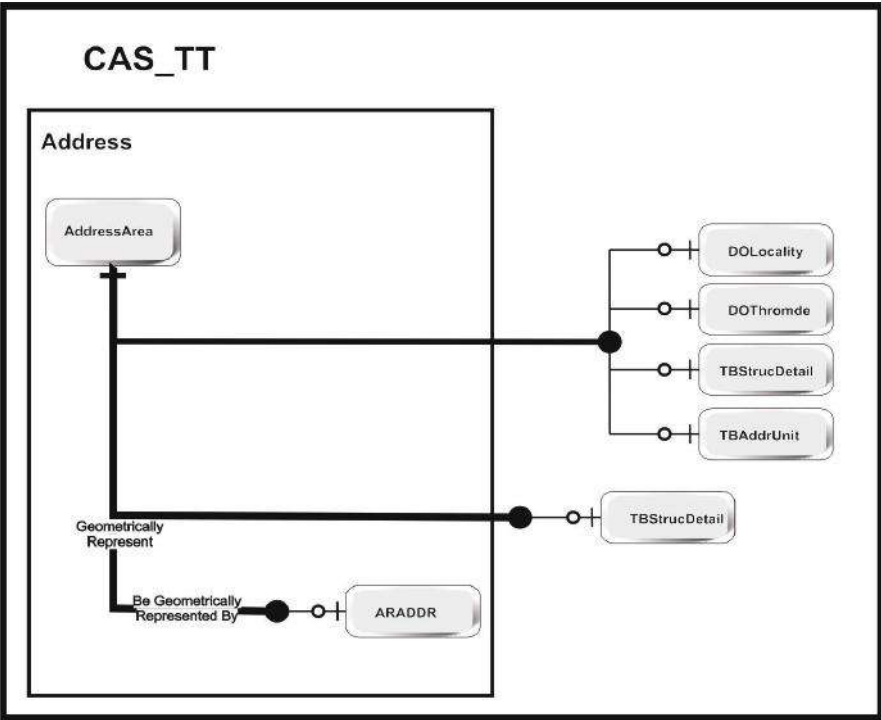 CAS_TT
Address
AddressArea
DOLocality
DOThromde
TBStrucDetail
TBAddrUnit
TBStrucDetail
Geometrically
Represent
Be Geometrically
Represented By
ARADDR